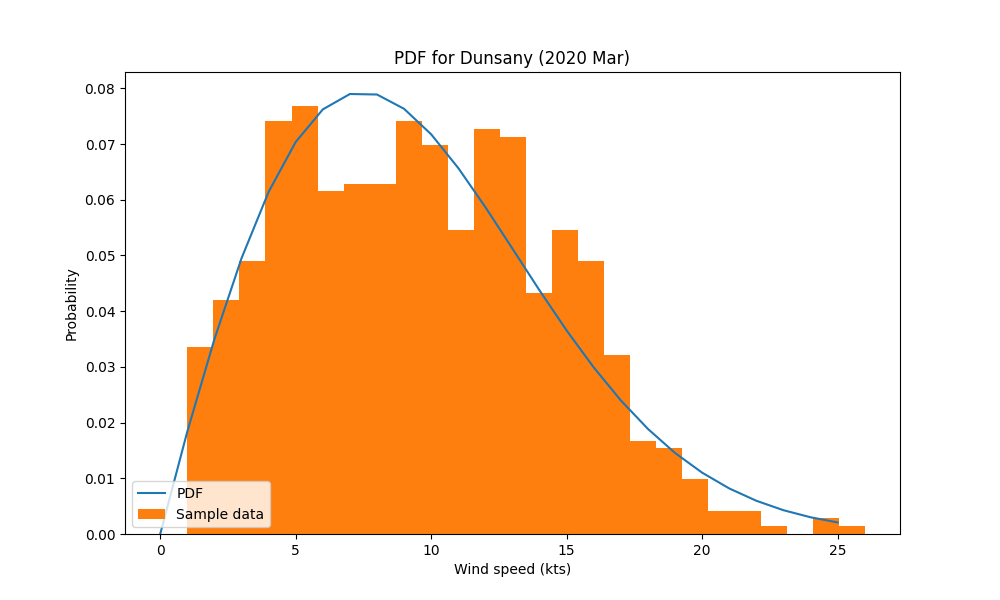 PDF for Dunsany (2020 Mar)
0.08
0.07
0.06
0.05
0.04
0.03
0.02
0.01
0.00
Probability
PDF
Sample data
0 5 10 15 20 25
Wind speed (kts)